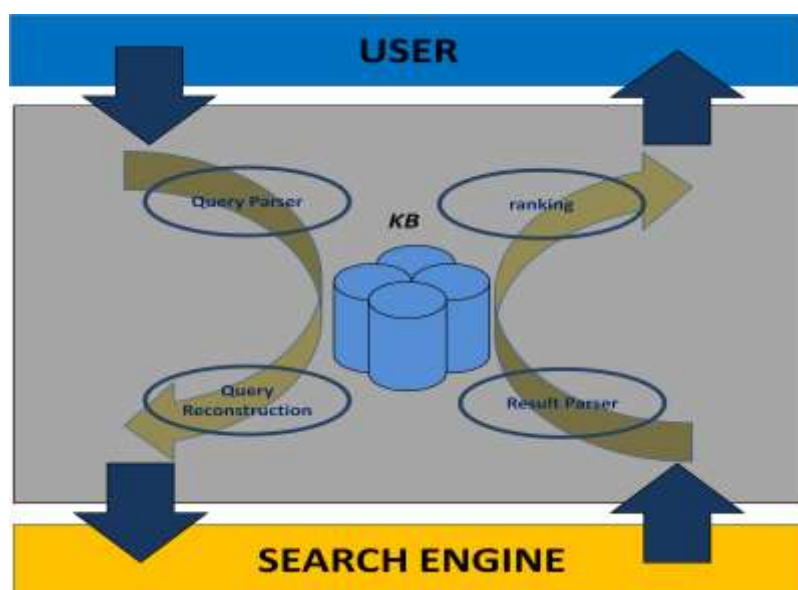 USER
Query Parser
ranking
KB
Query
Reconstruction
Result Parser
SEARCH ENGINE